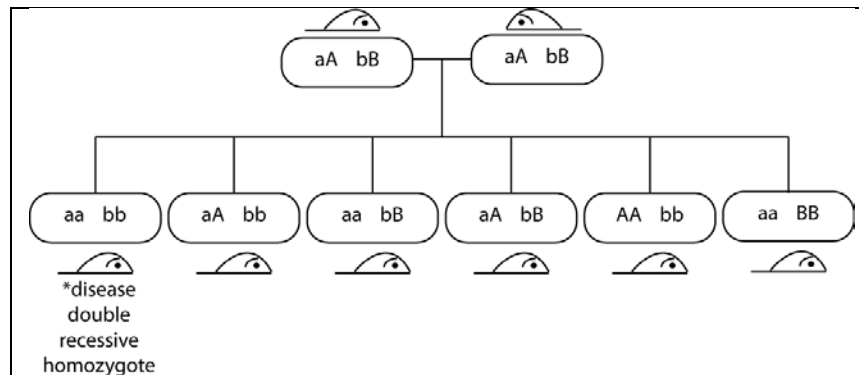 aA bB
aA bB
aa bb
aA bb
aa bB
aA bB
AA bb
aa BB
*disease
double
recessive
homozygote